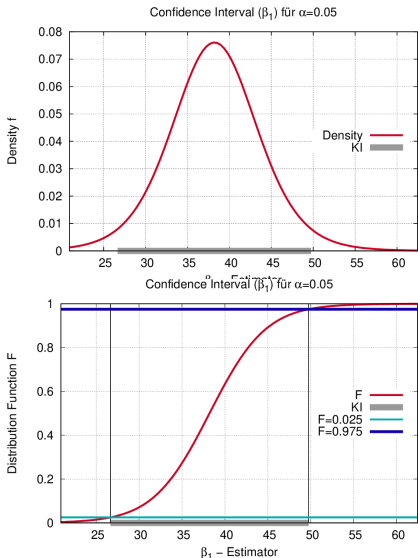 Confidence Interval (β1) für α=0.05
Density f
0.08
0.07
0.06
0.05
0.04
0.03
0.02
0.01
0
Density
KI
25 30 35 40 45 50 55 60
Confidence Interval (β1) für α=0.05
Distribution Function F
1
0.8
0.6
0.4
0.2
0
F
KI
F=0.025
F=0.975
25 30 35 40 45 50 55 60
β1 – Estimator